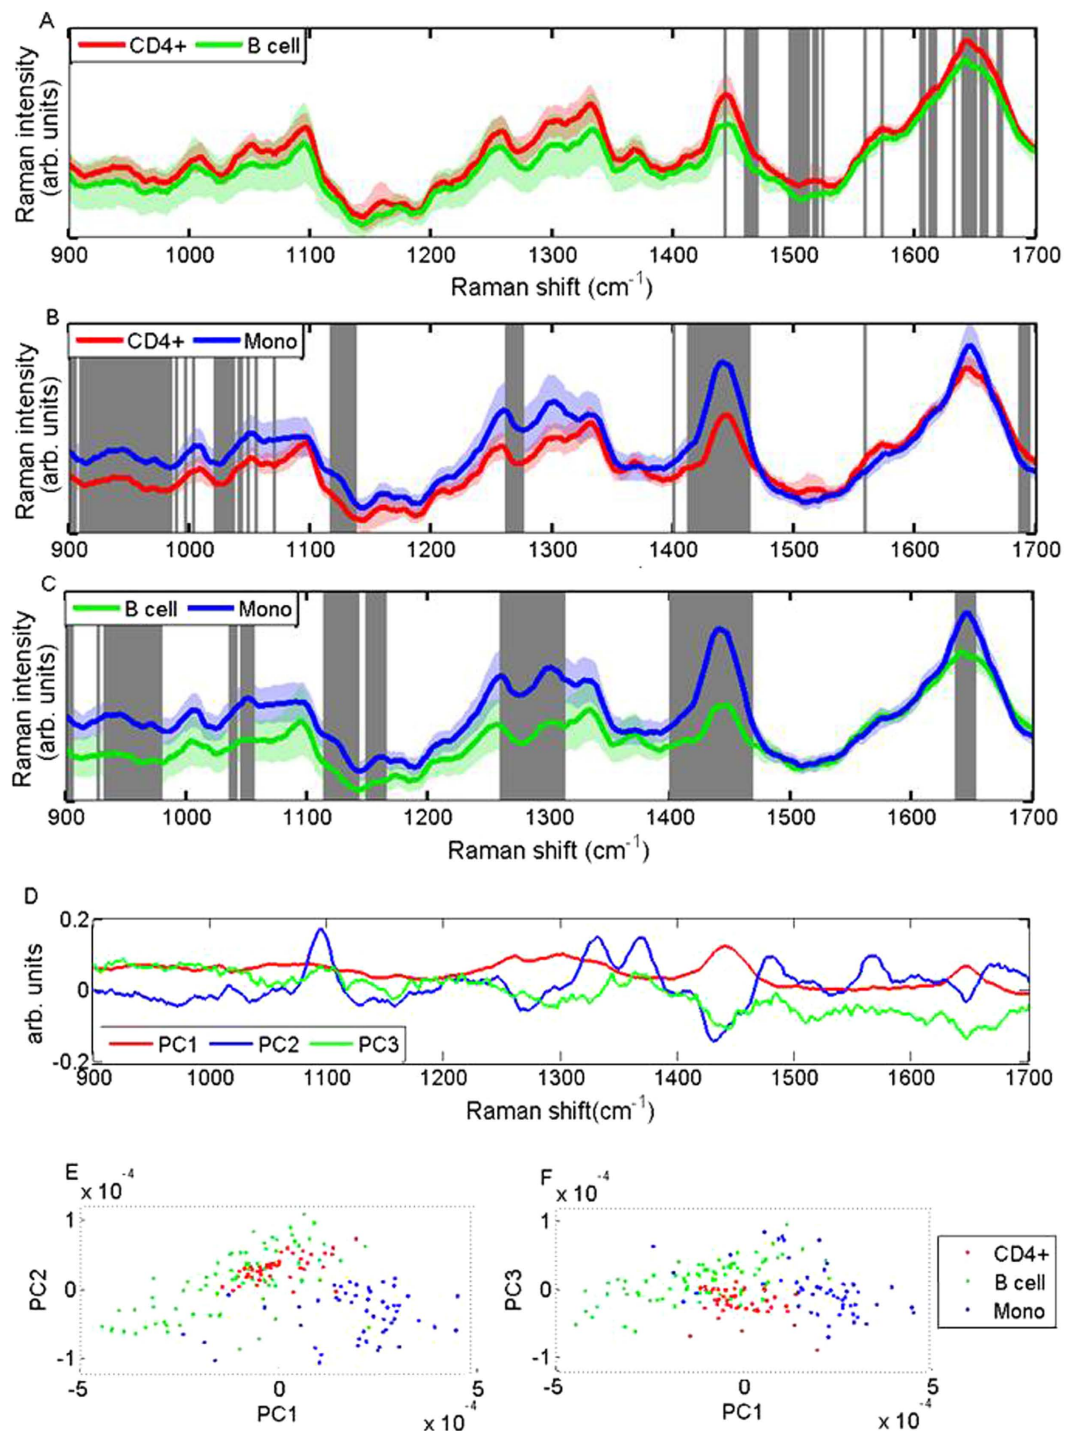 A
CD4+ B cell
Raman intensity
(arb. units)
900 1000 1100 1200 1300 1400 1500 1600 1700
Raman shift (cm⁻¹)
B
CD4+ Mono
Raman intensity
(arb. units)
900 1000 1100 1200 1300 1400 1500 1600 1700
C
B cell Mono
Raman intensity
(arb. units)
900 1000 1100 1200 1300 1400 1500 1600 1700
Raman shift (cm⁻¹)
D
0.2
0
-0.2
arb. units
PC1 PC2 PC3
900 1000 1100 1200 1300 1400 1500 1600 1700
Raman shift(cm⁻¹)
E
x 10⁻⁴
1
0
-1
PC2
-5 0 5
PC1
x 10⁻⁴
F
x 10⁻⁴
1
0
-1
PC3
-5 0 5
PC1
x 10⁻⁴
CD4+
B cell
Mono